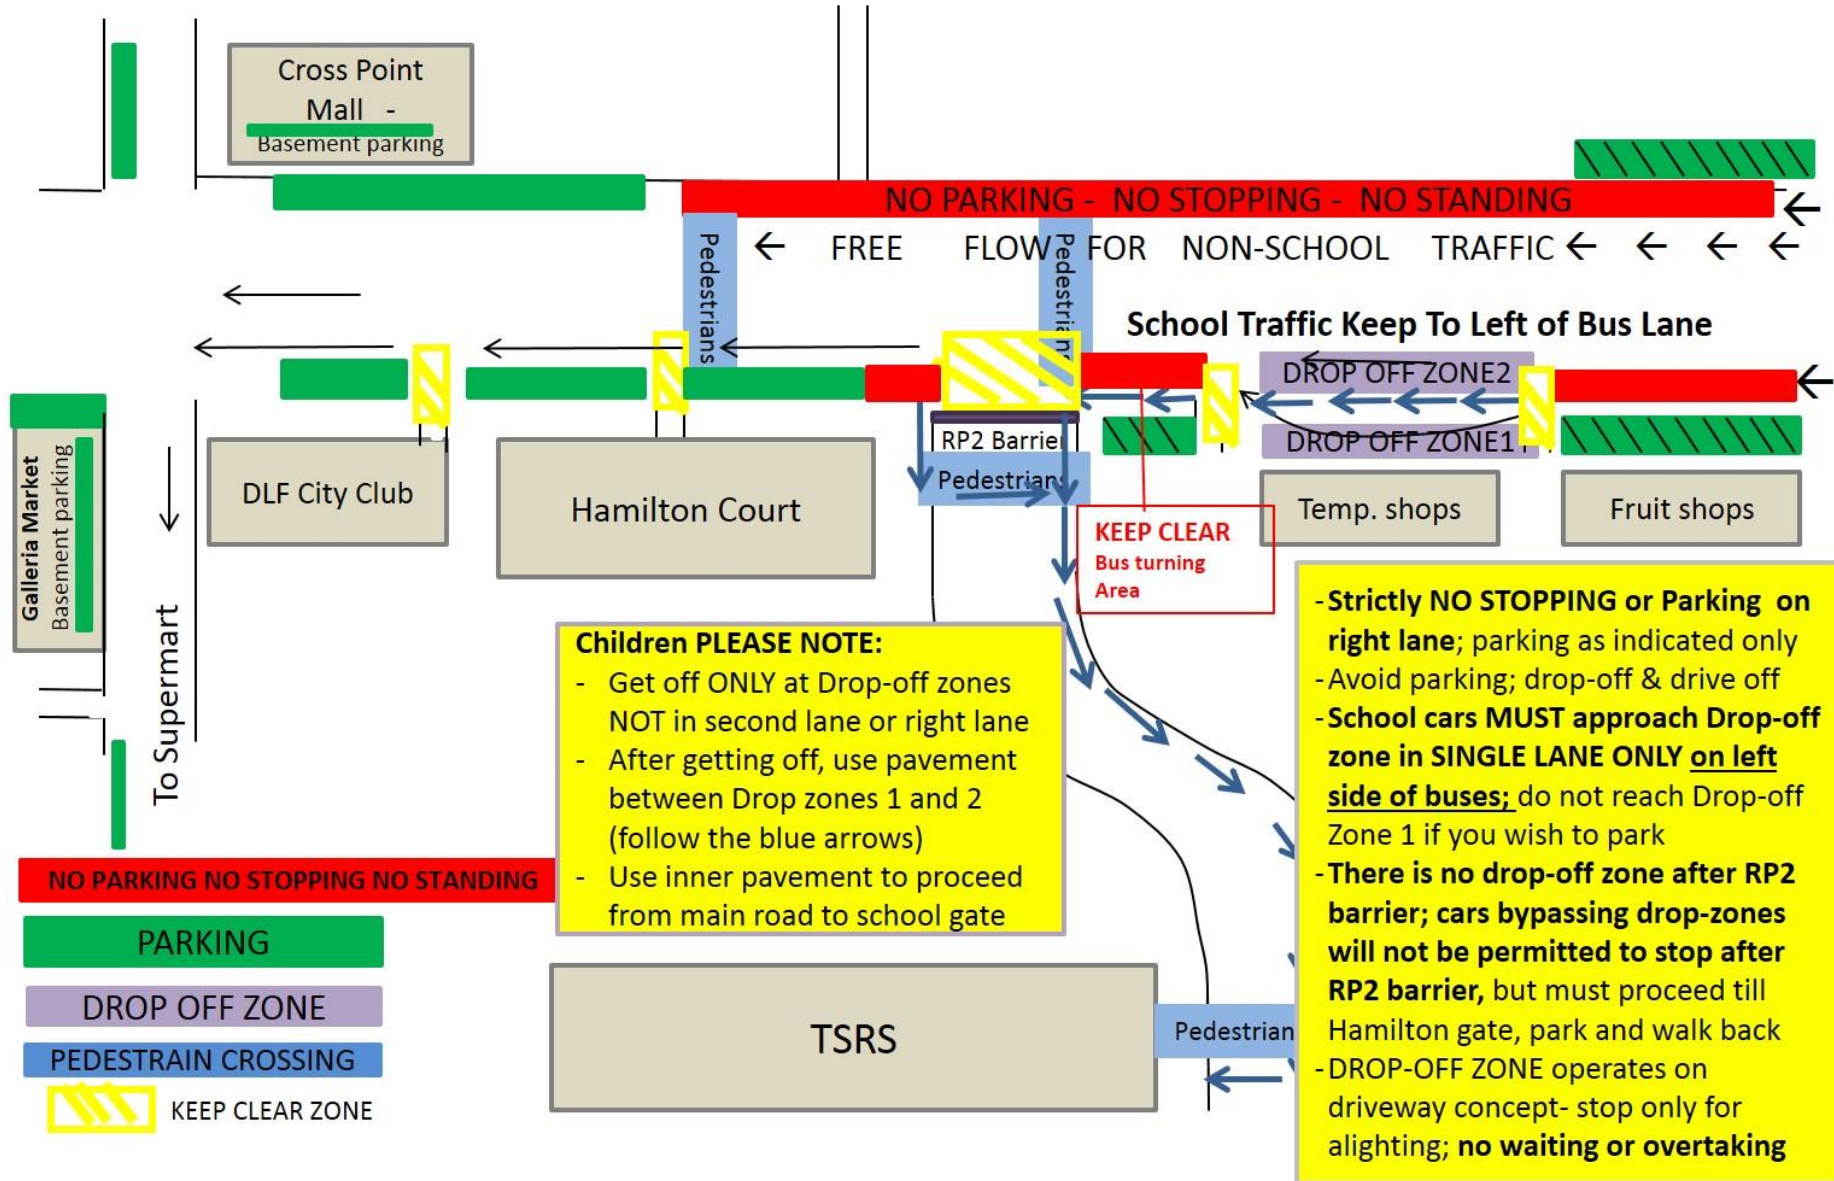 Cross Point
Mall -
Basement parking
NO PARKING - NO STOPPING - NO STANDING
Pedestrians
Pedestrians
FREE FLOW FOR NON-SCHOOL TRAFFIC
School Traffic Keep To Left of Bus Lane
DROP OFF ZONE2
DROP OFF ZONE1
RP2 Barrier
Pedestrians
Galleria Market
Basement parking
DLF City Club
Hamilton Court
Temp. shops
Fruit shops
KEEP CLEAR
Bus turning
Area
To Supermart
Children PLEASE NOTE:
- Get off ONLY at Drop-off zones
NOT in second lane or right lane
- After getting off, use pavement
between Drop zones 1 and 2
(follow the blue arrows)
- Use inner pavement to proceed
from main road to school gate
-Strictly NO STOPPING or Parking on
right lane; parking as indicated only
-Avoid parking; drop-off & drive off
-School cars MUST approach Drop-off
zone in SINGLE LANE ONLY on left
side of buses; do not reach Drop-off
Zone 1 if you wish to park
-There is no drop-off zone after RP2
barrier; cars bypassing drop-zones
will not be permitted to stop after
RP2 barrier, but must proceed till
Hamilton gate, park and walk back
-DROP-OFF ZONE operates on
driveway concept- stop only for
alighting; no waiting or overtaking
NO PARKING NO STOPPING NO STANDING
PARKING
DROP OFF ZONE
PEDESTRAIN CROSSING
KEEP CLEAR ZONE
TSRS
Pedestrian